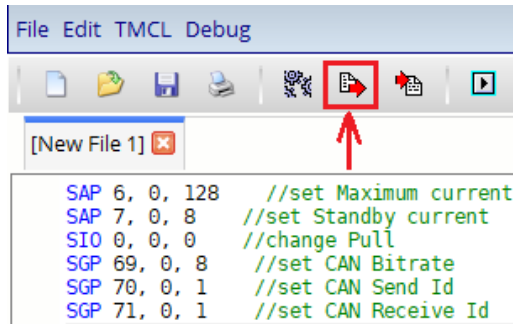 File Edit TMCL Debug
[New File 1]
SAP 6, 0, 128 //set Maximum current
SAP 7, 0, 8 //set Standby current
SIO 0, 0, 0 //change Pull
SGP 69, 0, 8 //set CAN Bitrate
SGP 70, 0, 1 //set CAN Send Id
SGP 71, 0, 1 //set CAN Receive Id